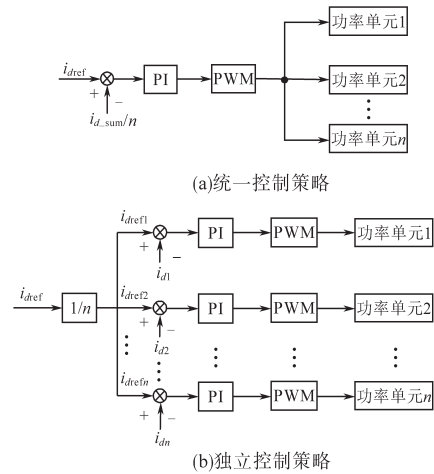 功率单元1
i_dref
+
−
PI
PWM
功率单元2
i_d_sum/n
功率单元n
(a)统一控制策略
i_dref1
+
−
PI
PWM
功率单元1
i_d1
i_dref
1/n
i_dref2
+
−
PI
PWM
功率单元2
i_d2
i_drefn
+
−
PI
PWM
功率单元n
i_dn
(b)独立控制策略